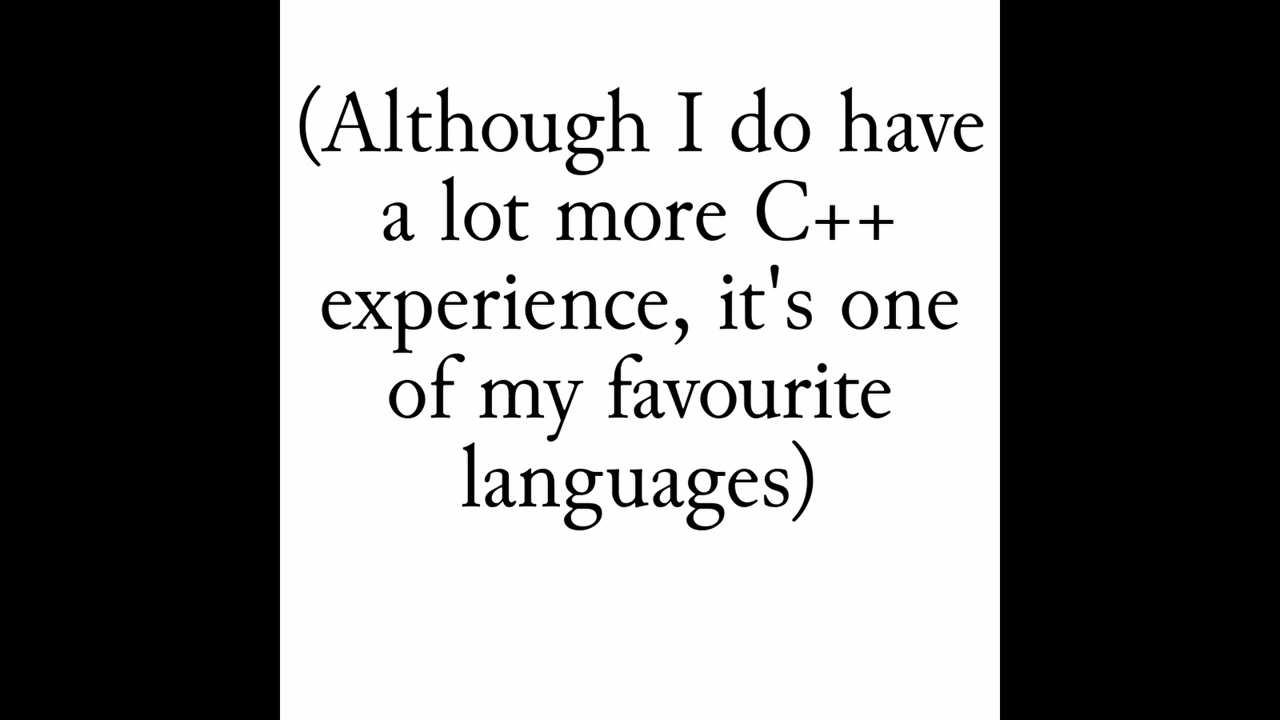 (Although I do have
a lot more C++
experience, it's one
of my favourite
languages)